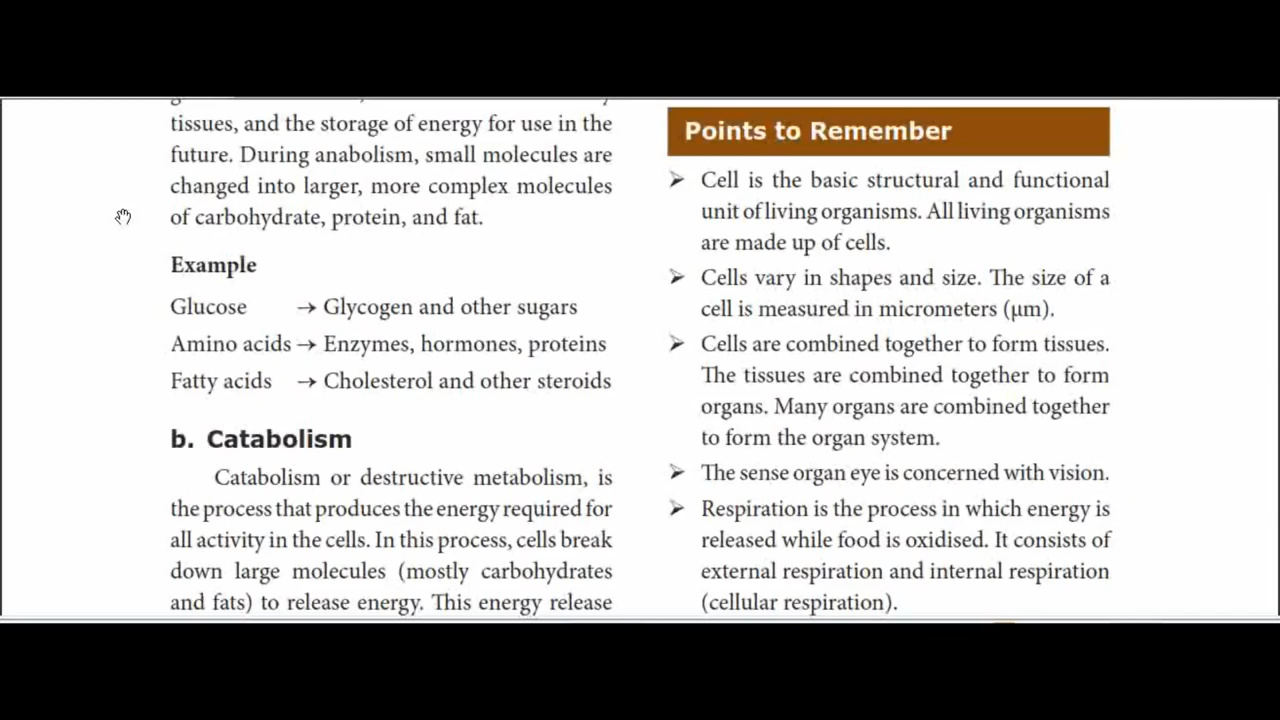 tissues, and the storage of energy for use in the
future. During anabolism, small molecules are
changed into larger, more complex molecules
of carbohydrate, protein, and fat.
Example
Glucose → Glycogen and other sugars
Amino acids → Enzymes, hormones, proteins
Fatty acids → Cholesterol and other steroids
b. Catabolism
Catabolism or destructive metabolism, is
the process that produces the energy required for
all activity in the cells. In this process, cells break
down large molecules (mostly carbohydrates
and fats) to release energy. This energy release
Points to Remember
➢ Cell is the basic structural and functional
unit of living organisms. All living organisms
are made up of cells.
➢ Cells vary in shapes and size. The size of a
cell is measured in micrometers (μm).
➢ Cells are combined together to form tissues.
The tissues are combined together to form
organs. Many organs are combined together
to form the organ system.
➢ The sense organ eye is concerned with vision.
➢ Respiration is the process in which energy is
released while food is oxidised. It consists of
external respiration and internal respiration
(cellular respiration).